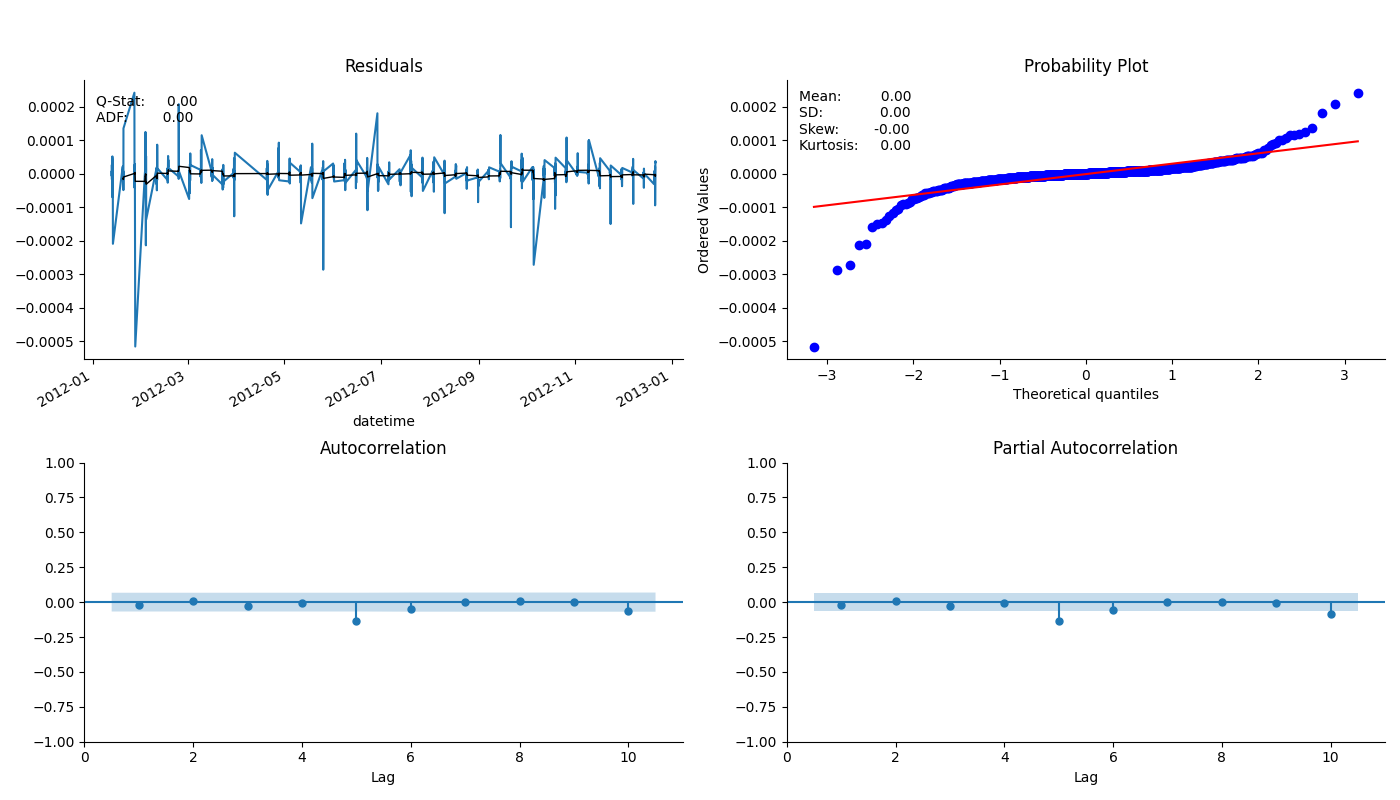 Residuals
Q-Stat: 0.00
ADF: 0.00
0.0002
0.0001
0.0000
−0.0001
−0.0002
−0.0003
−0.0004
−0.0005
2012-01
2012-03
2012-05
2012-07
2012-09
2012-11
2013-01
datetime
Probability Plot
Mean: 0.00
SD: 0.00
Skew: -0.00
Kurtosis: 0.00
Ordered Values
0.0002
0.0001
0.0000
−0.0001
−0.0002
−0.0003
−0.0004
−0.0005
−3 −2 −1 0 1 2 3
Theoretical quantiles
Autocorrelation
1.00
0.75
0.50
0.25
0.00
−0.25
−0.50
−0.75
−1.00
0 2 4 6 8 10
Lag
Partial Autocorrelation
1.00
0.75
0.50
0.25
0.00
−0.25
−0.50
−0.75
−1.00
0 2 4 6 8 10
Lag